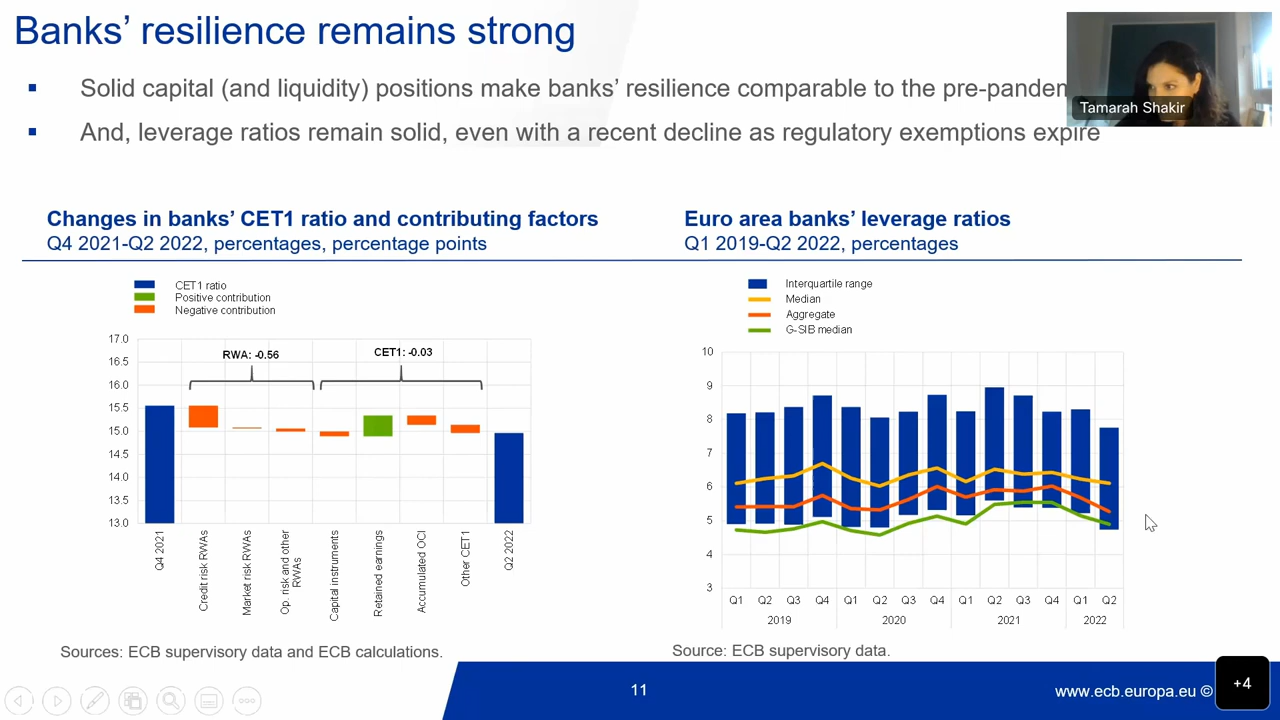 Banks’ resilience remains strong
Solid capital (and liquidity) positions make banks’ resilience comparable to the
And, leverage ratios remain solid, even with a recent decline as regulatory exemptions expire
Tamarah Shakir
Changes in banks’ CET1 ratio and contributing factors
Q4 2021-Q2 2022, percentages, percentage points
CET1 ratio
Positive contribution
Negative contribution
RWA: -0.56
CET1: -0.03
17.0
16.5
16.0
15.5
15.0
14.5
14.0
13.5
13.0
Q4 2021
Credit risk RWAs
Market risk RWAs
Op. risk and other
RWAs
Capital instruments
Retained earnings
Accumulated OCI
Other CET1
Q2 2022
Sources: ECB supervisory data and ECB calculations.
Euro area banks’ leverage ratios
Q1 2019-Q2 2022, percentages
Interquartile range
Median
Aggregate
G-SIB median
10
9
8
7
6
5
4
3
Q1 Q2 Q3 Q4 Q1 Q2 Q3 Q4 Q1 Q2 Q3 Q4 Q1 Q2
2019 2020 2021 2022
Source: ECB supervisory data.
11
www.ecb.europa.eu ©
+4